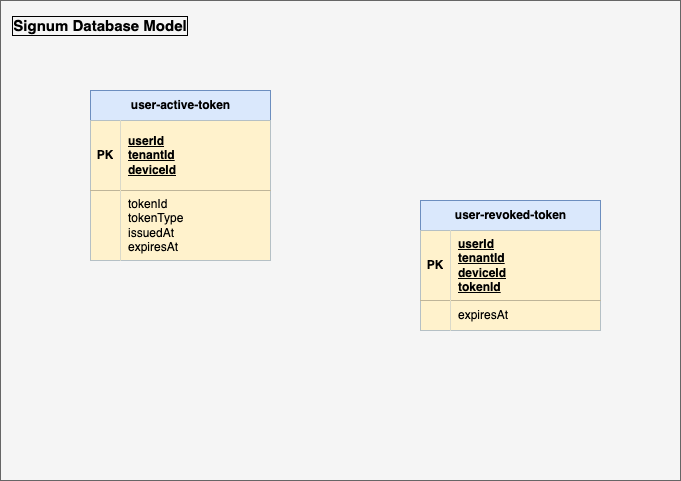 Signum Database Model
user-active-token
PK
userId
tenantId
deviceId
tokenId
tokenType
issuedAt
expiresAt
user-revoked-token
PK
userId
tenantId
deviceId
tokenId
expiresAt